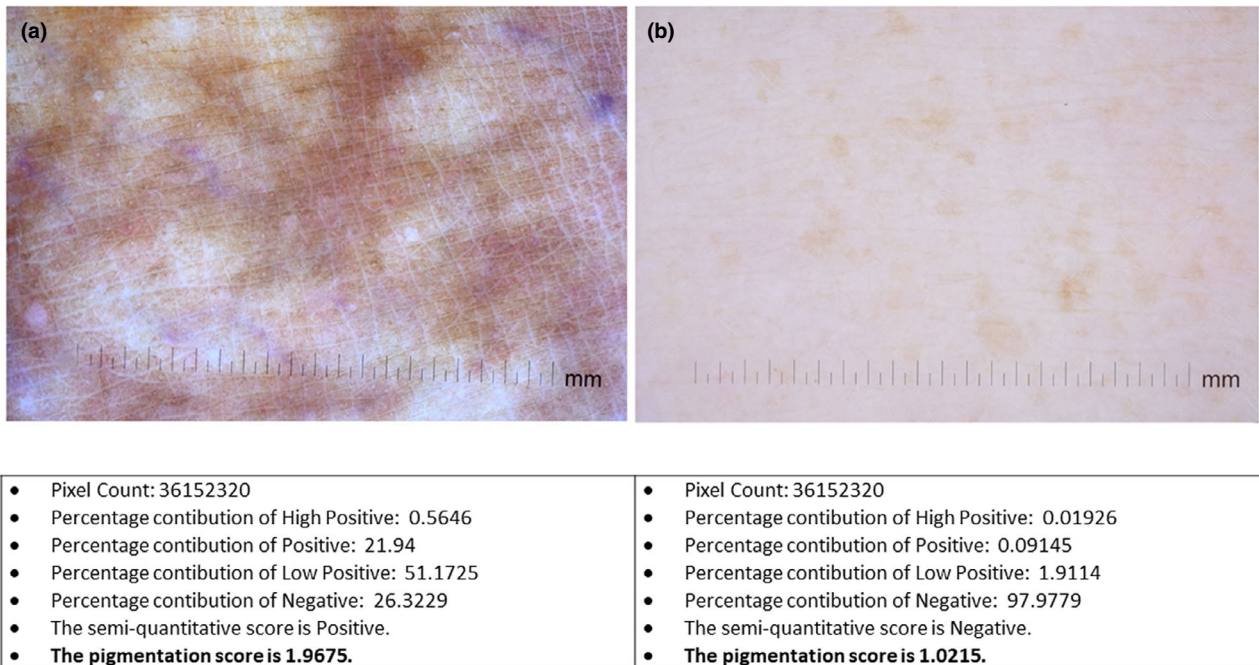 (a)
(b)
mm
mm
• Pixel Count: 36152320
• Percentage contibution of High Positive: 0.5646
• Percentage contibution of Positive: 21.94
• Percentage contibution of Low Positive: 51.1725
• Percentage contibution of Negative: 26.3229
• The semi-quantitative score is Positive.
• The pigmentation score is 1.9675.
• Pixel Count: 36152320
• Percentage contibution of High Positive: 0.01926
• Percentage contibution of Positive: 0.09145
• Percentage contibution of Low Positive: 1.9114
• Percentage contibution of Negative: 97.9779
• The semi-quantitative score is Negative.
• The pigmentation score is 1.0215.